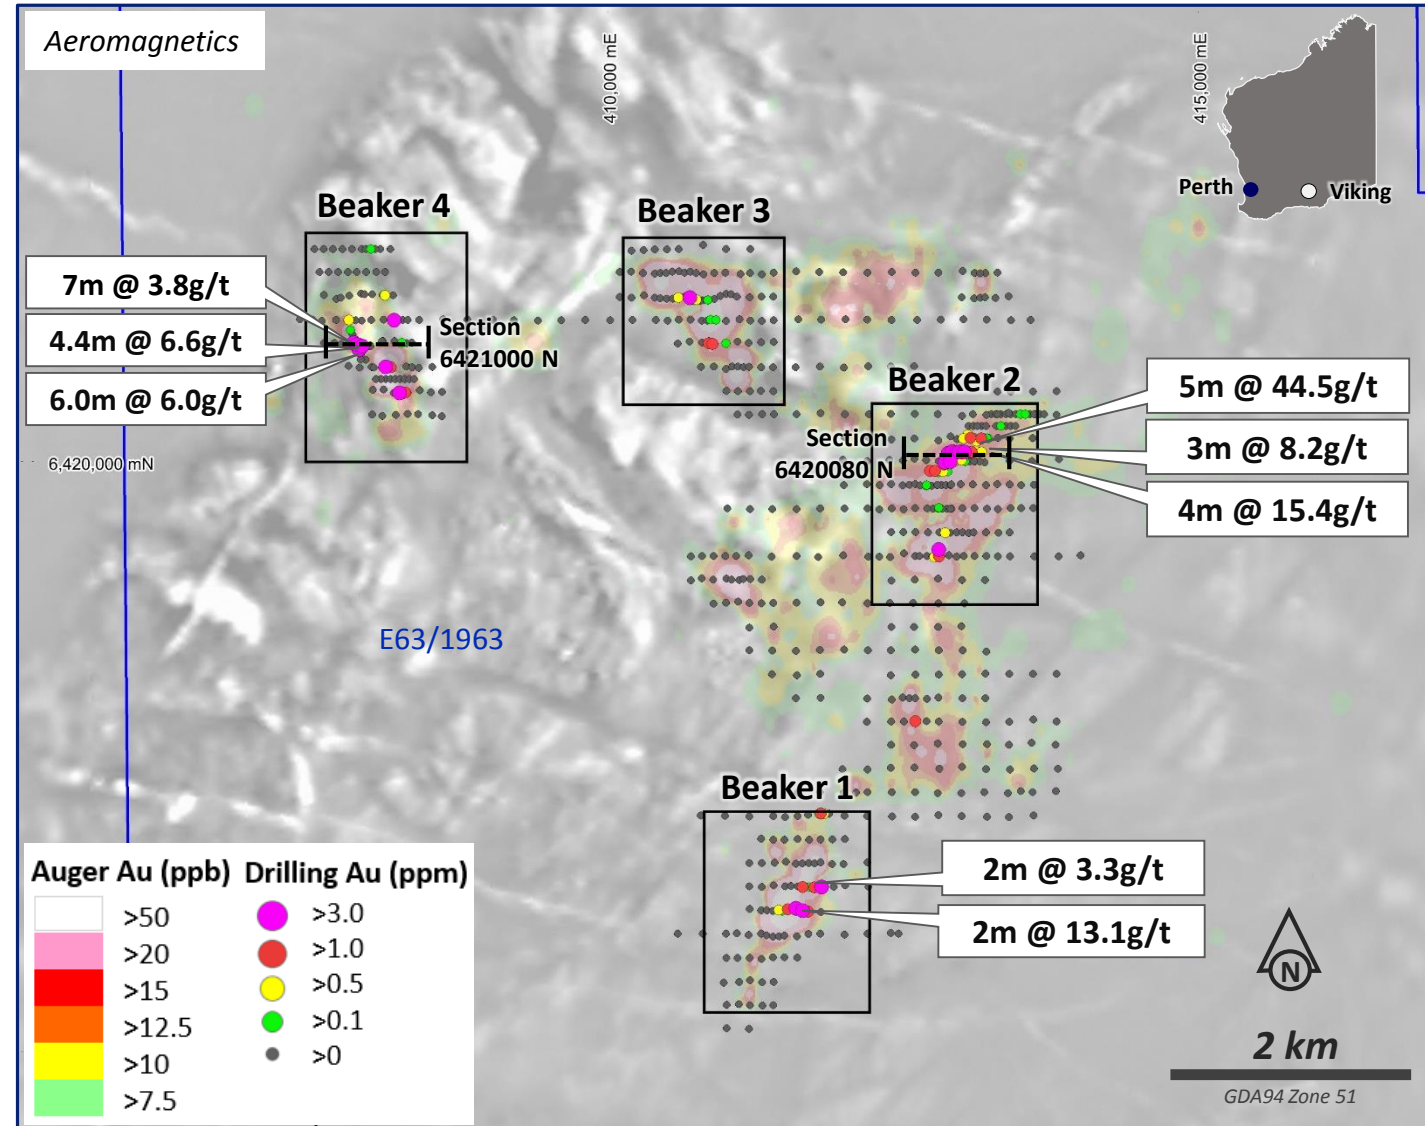 Aeromagnetics
410,000 mE
415,000 mE
Perth
Viking
Beaker 4
Beaker 3
7m @ 3.8g/t
4.4m @ 6.6g/t
6.0m @ 6.0g/t
Section
6421000 N
Beaker 2
5m @ 44.5g/t
3m @ 8.2g/t
4m @ 15.4g/t
Section
6420080 N
6,420,000 mN
E63/1963
Beaker 1
2m @ 3.3g/t
2m @ 13.1g/t
Auger Au (ppb)
>50
>20
>15
>12.5
>10
>7.5
Drilling Au (ppm)
>3.0
>1.0
>0.5
>0.1
>0
N
2 km
GDA94 Zone 51